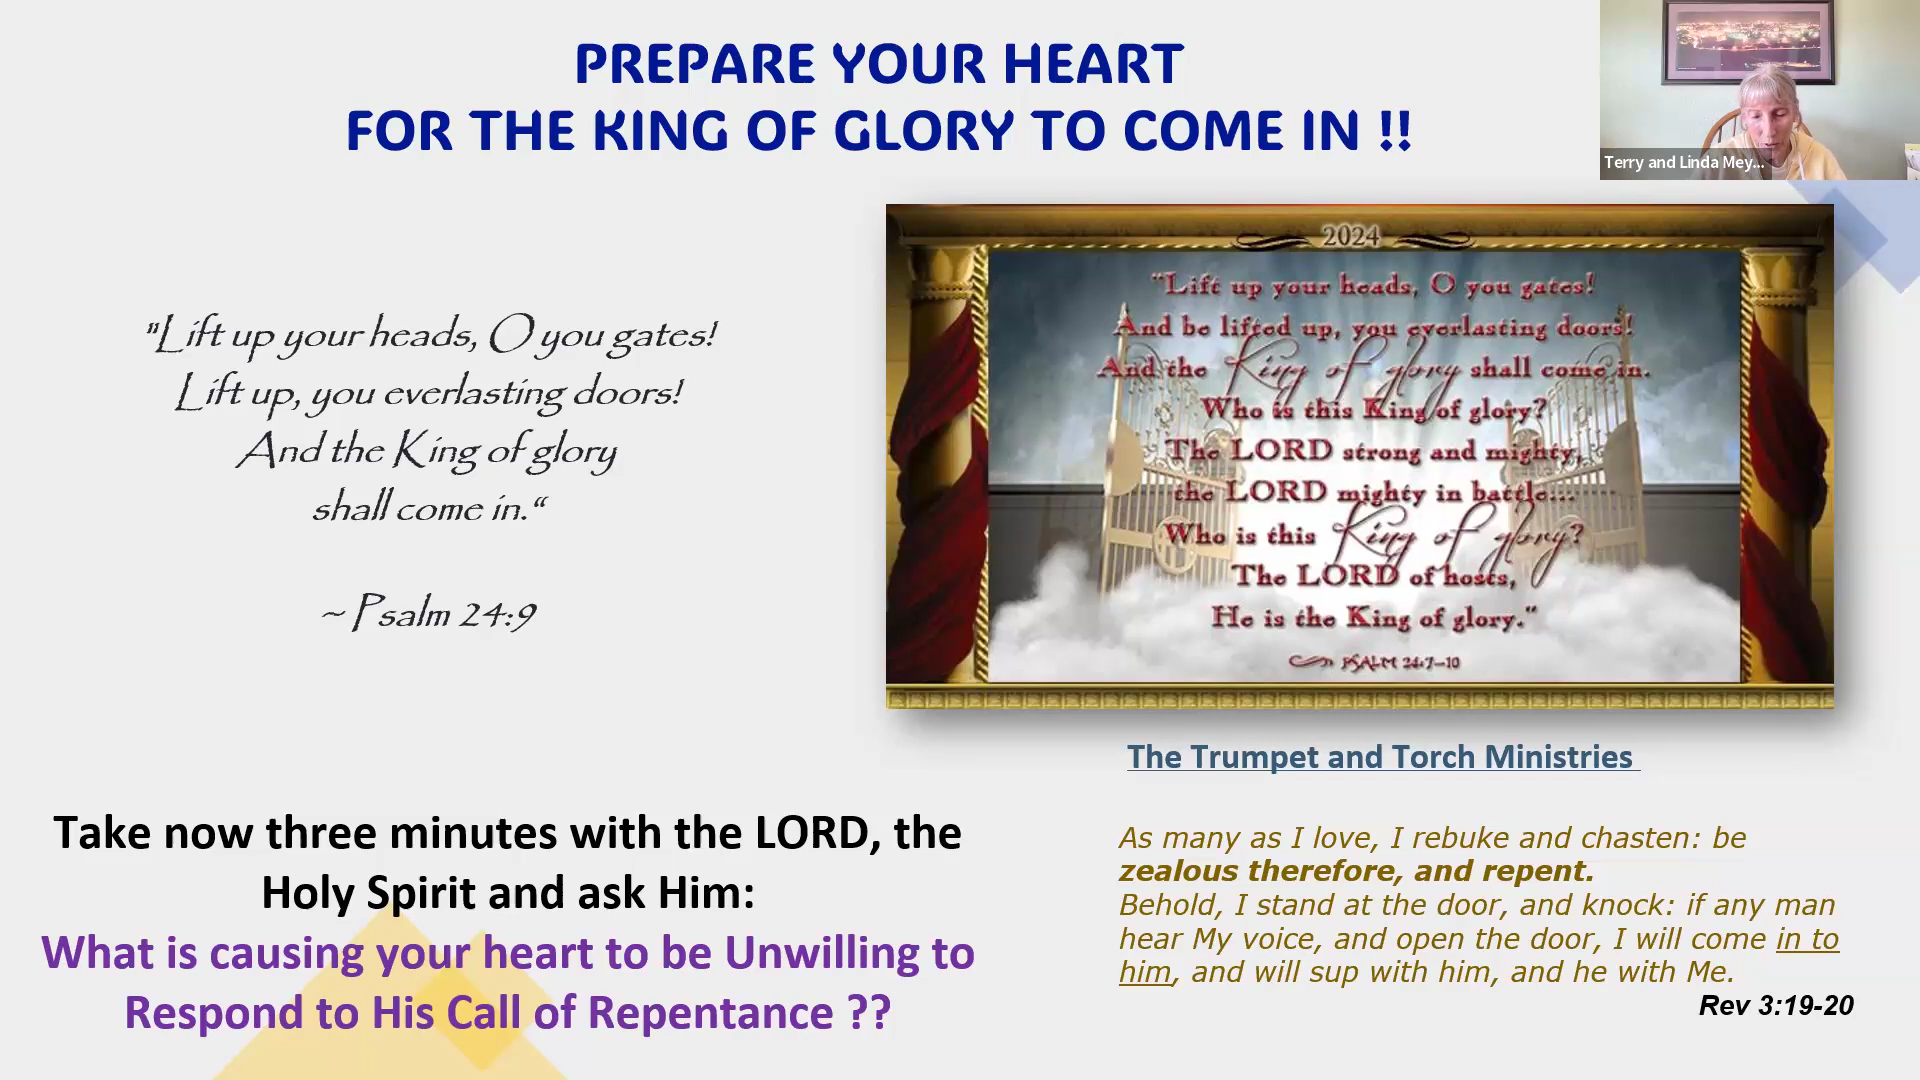 PREPARE YOUR HEART
FOR THE KING OF GLORY TO COME IN !!
Terry and Linda Mey...
"Lift up your heads, O you gates!
Lift up, you everlasting doors!
And the King of glory
shall come in.“
~ Psalm 24:9
2024
"Lift up your heads, O you gates!
And be lifted up, you everlasting doors!
And the King of glory shall come in.
Who is this King of glory?
The LORD strong and mighty,
the LORD mighty in battle...
Who is this King of glory?
The LORD of hosts,
He is the King of glory."
PSALM 24:7-10
The Trumpet and Torch Ministries
Take now three minutes with the LORD, the
Holy Spirit and ask Him:
What is causing your heart to be Unwilling to
Respond to His Call of Repentance ??
As many as I love, I rebuke and chasten: be
zealous therefore, and repent.
Behold, I stand at the door, and knock: if any man
hear My voice, and open the door, I will come in to
him, and will sup with him, and he with Me.
Rev 3:19-20